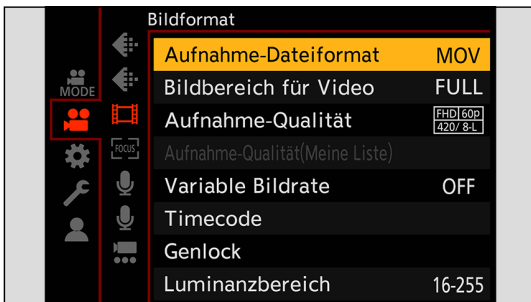 Bildformat
Aufnahme-Dateiformat MOV
MODE
Bildbereich für Video FULL
Aufnahme-Qualität FHD 60p 420/ 8-L
FOCUS
Aufnahme-Qualität(Meine Liste)
Variable Bildrate OFF
Timecode
Genlock
Luminanzbereich 16-255